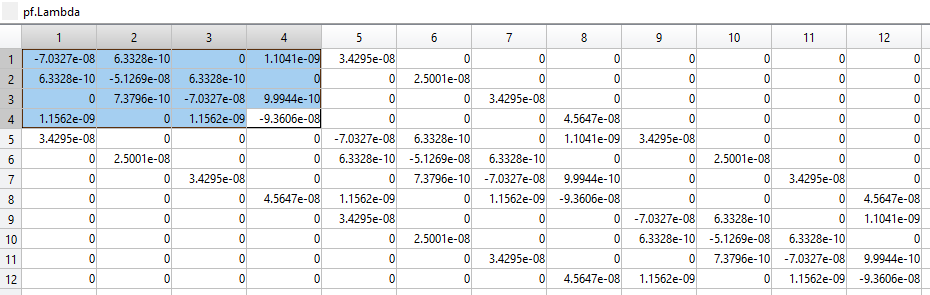 pf.Lambda
1 2 3 4 5 6 7 8 9 10 11 12
1 -7.0327e-08 6.3328e-10 0 1.1041e-09 3.4295e-08 0 0 0 0 0 0 0
2 6.3328e-10 -5.1269e-08 6.3328e-10 0 0 2.5001e-08 0 0 0 0 0 0
3 0 7.3796e-10 -7.0327e-08 9.9944e-10 0 0 3.4295e-08 0 0 0 0 0
4 1.1562e-09 0 1.1562e-09 -9.3606e-08 0 0 0 4.5647e-08 0 0 0 0
5 3.4295e-08 0 0 0 -7.0327e-08 6.3328e-10 0 1.1041e-09 3.4295e-08 0 0 0
6 0 2.5001e-08 0 0 6.3328e-10 -5.1269e-08 6.3328e-10 0 0 2.5001e-08 0 0
7 0 0 3.4295e-08 0 0 7.3796e-10 -7.0327e-08 9.9944e-10 0 0 3.4295e-08 0
8 0 0 0 4.5647e-08 1.1562e-09 0 1.1562e-09 -9.3606e-08 0 0 0 4.5647e-08
9 0 0 0 0 3.4295e-08 0 0 0 -7.0327e-08 6.3328e-10 0 1.1041e-09
10 0 0 0 0 0 2.5001e-08 0 0 6.3328e-10 -5.1269e-08 6.3328e-10 0
11 0 0 0 0 0 0 3.4295e-08 0 0 7.3796e-10 -7.0327e-08 9.9944e-10
12 0 0 0 0 0 0 0 4.5647e-08 1.1562e-09 0 1.1562e-09 -9.3606e-08